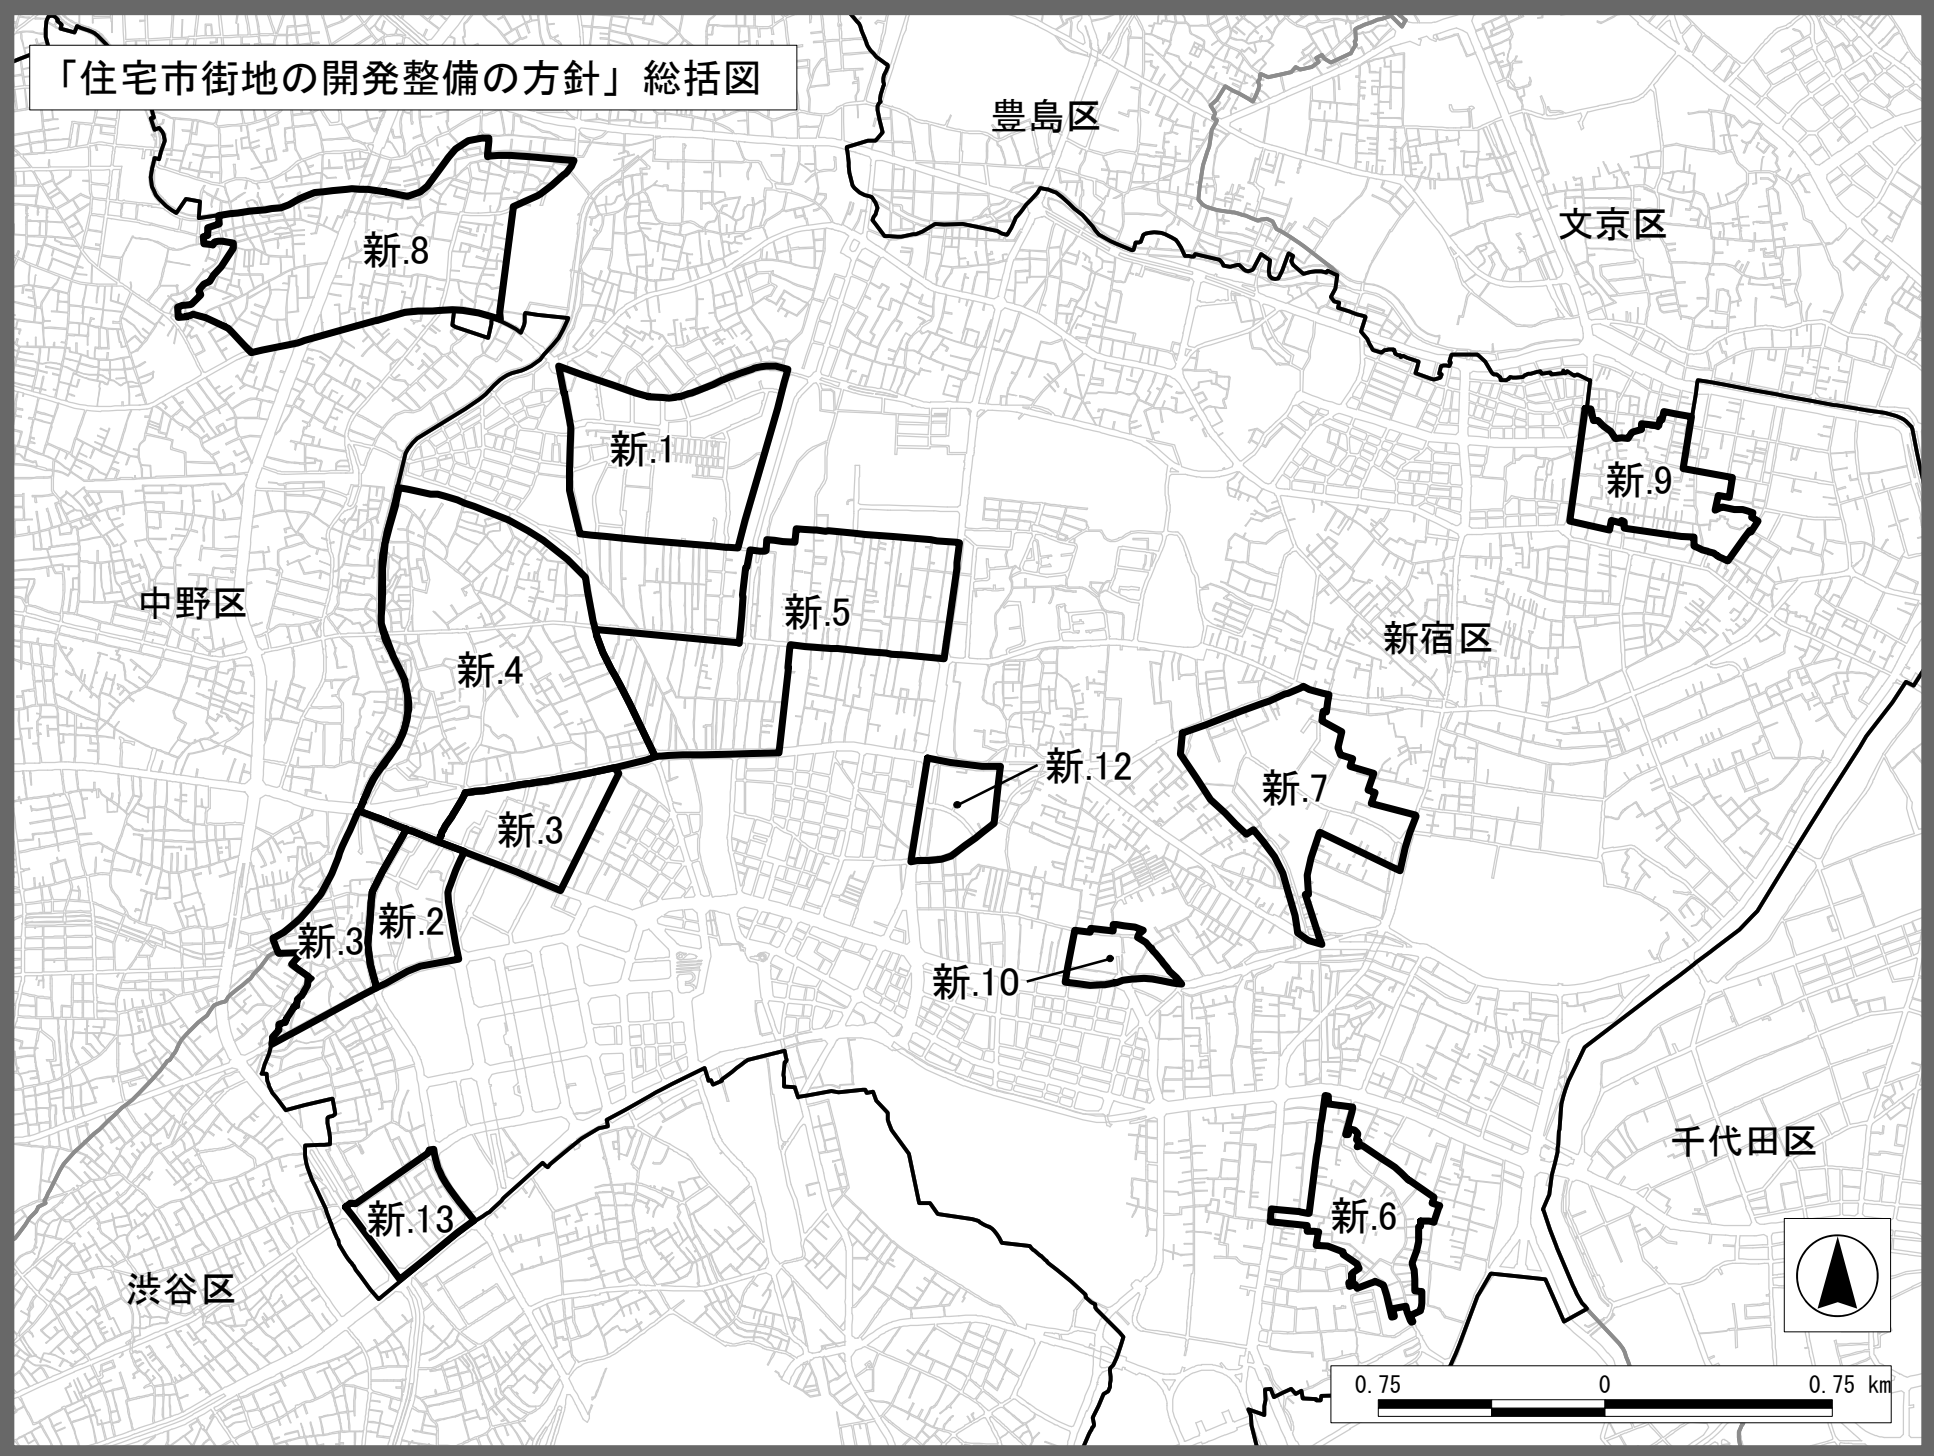 「住宅市街地の開発整備の方針」総括図
豊島区
文京区
新.8
新.1
新.9
中野区
新.5
新宿区
新.4
新.12
新.7
新.3
新.2
新.3
新.10
千代田区
新.13
新.6
渋谷区
0.75 0 0.75 km